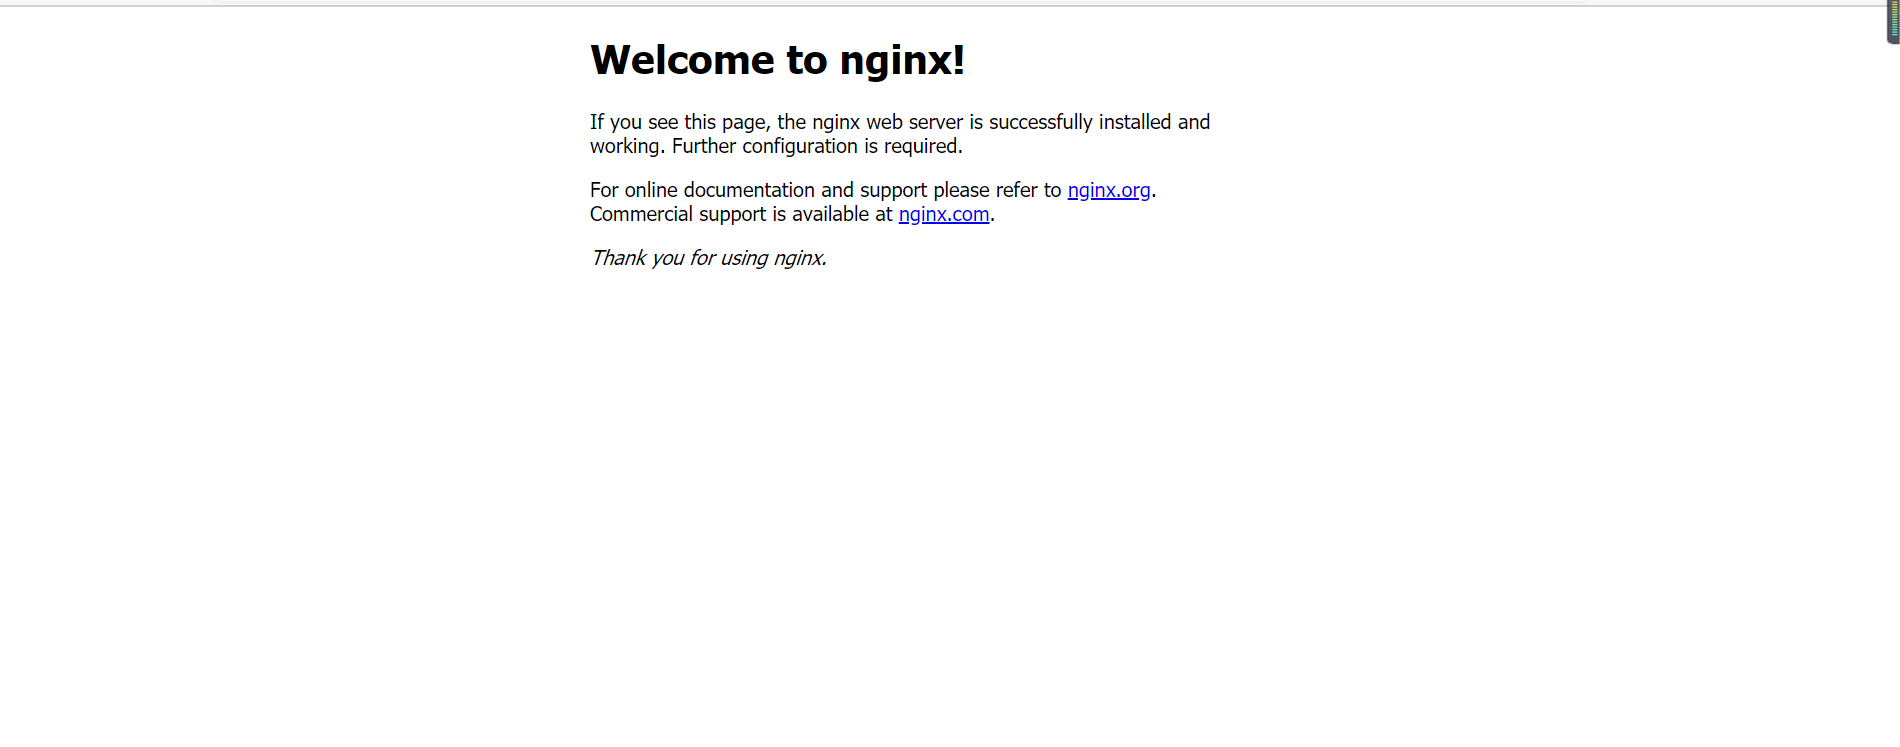 Welcome to nginx!
If you see this page, the nginx web server is successfully installed and
working. Further configuration is required.
For online documentation and support please refer to nginx.org.
Commercial support is available at nginx.com.
Thank you for using nginx.